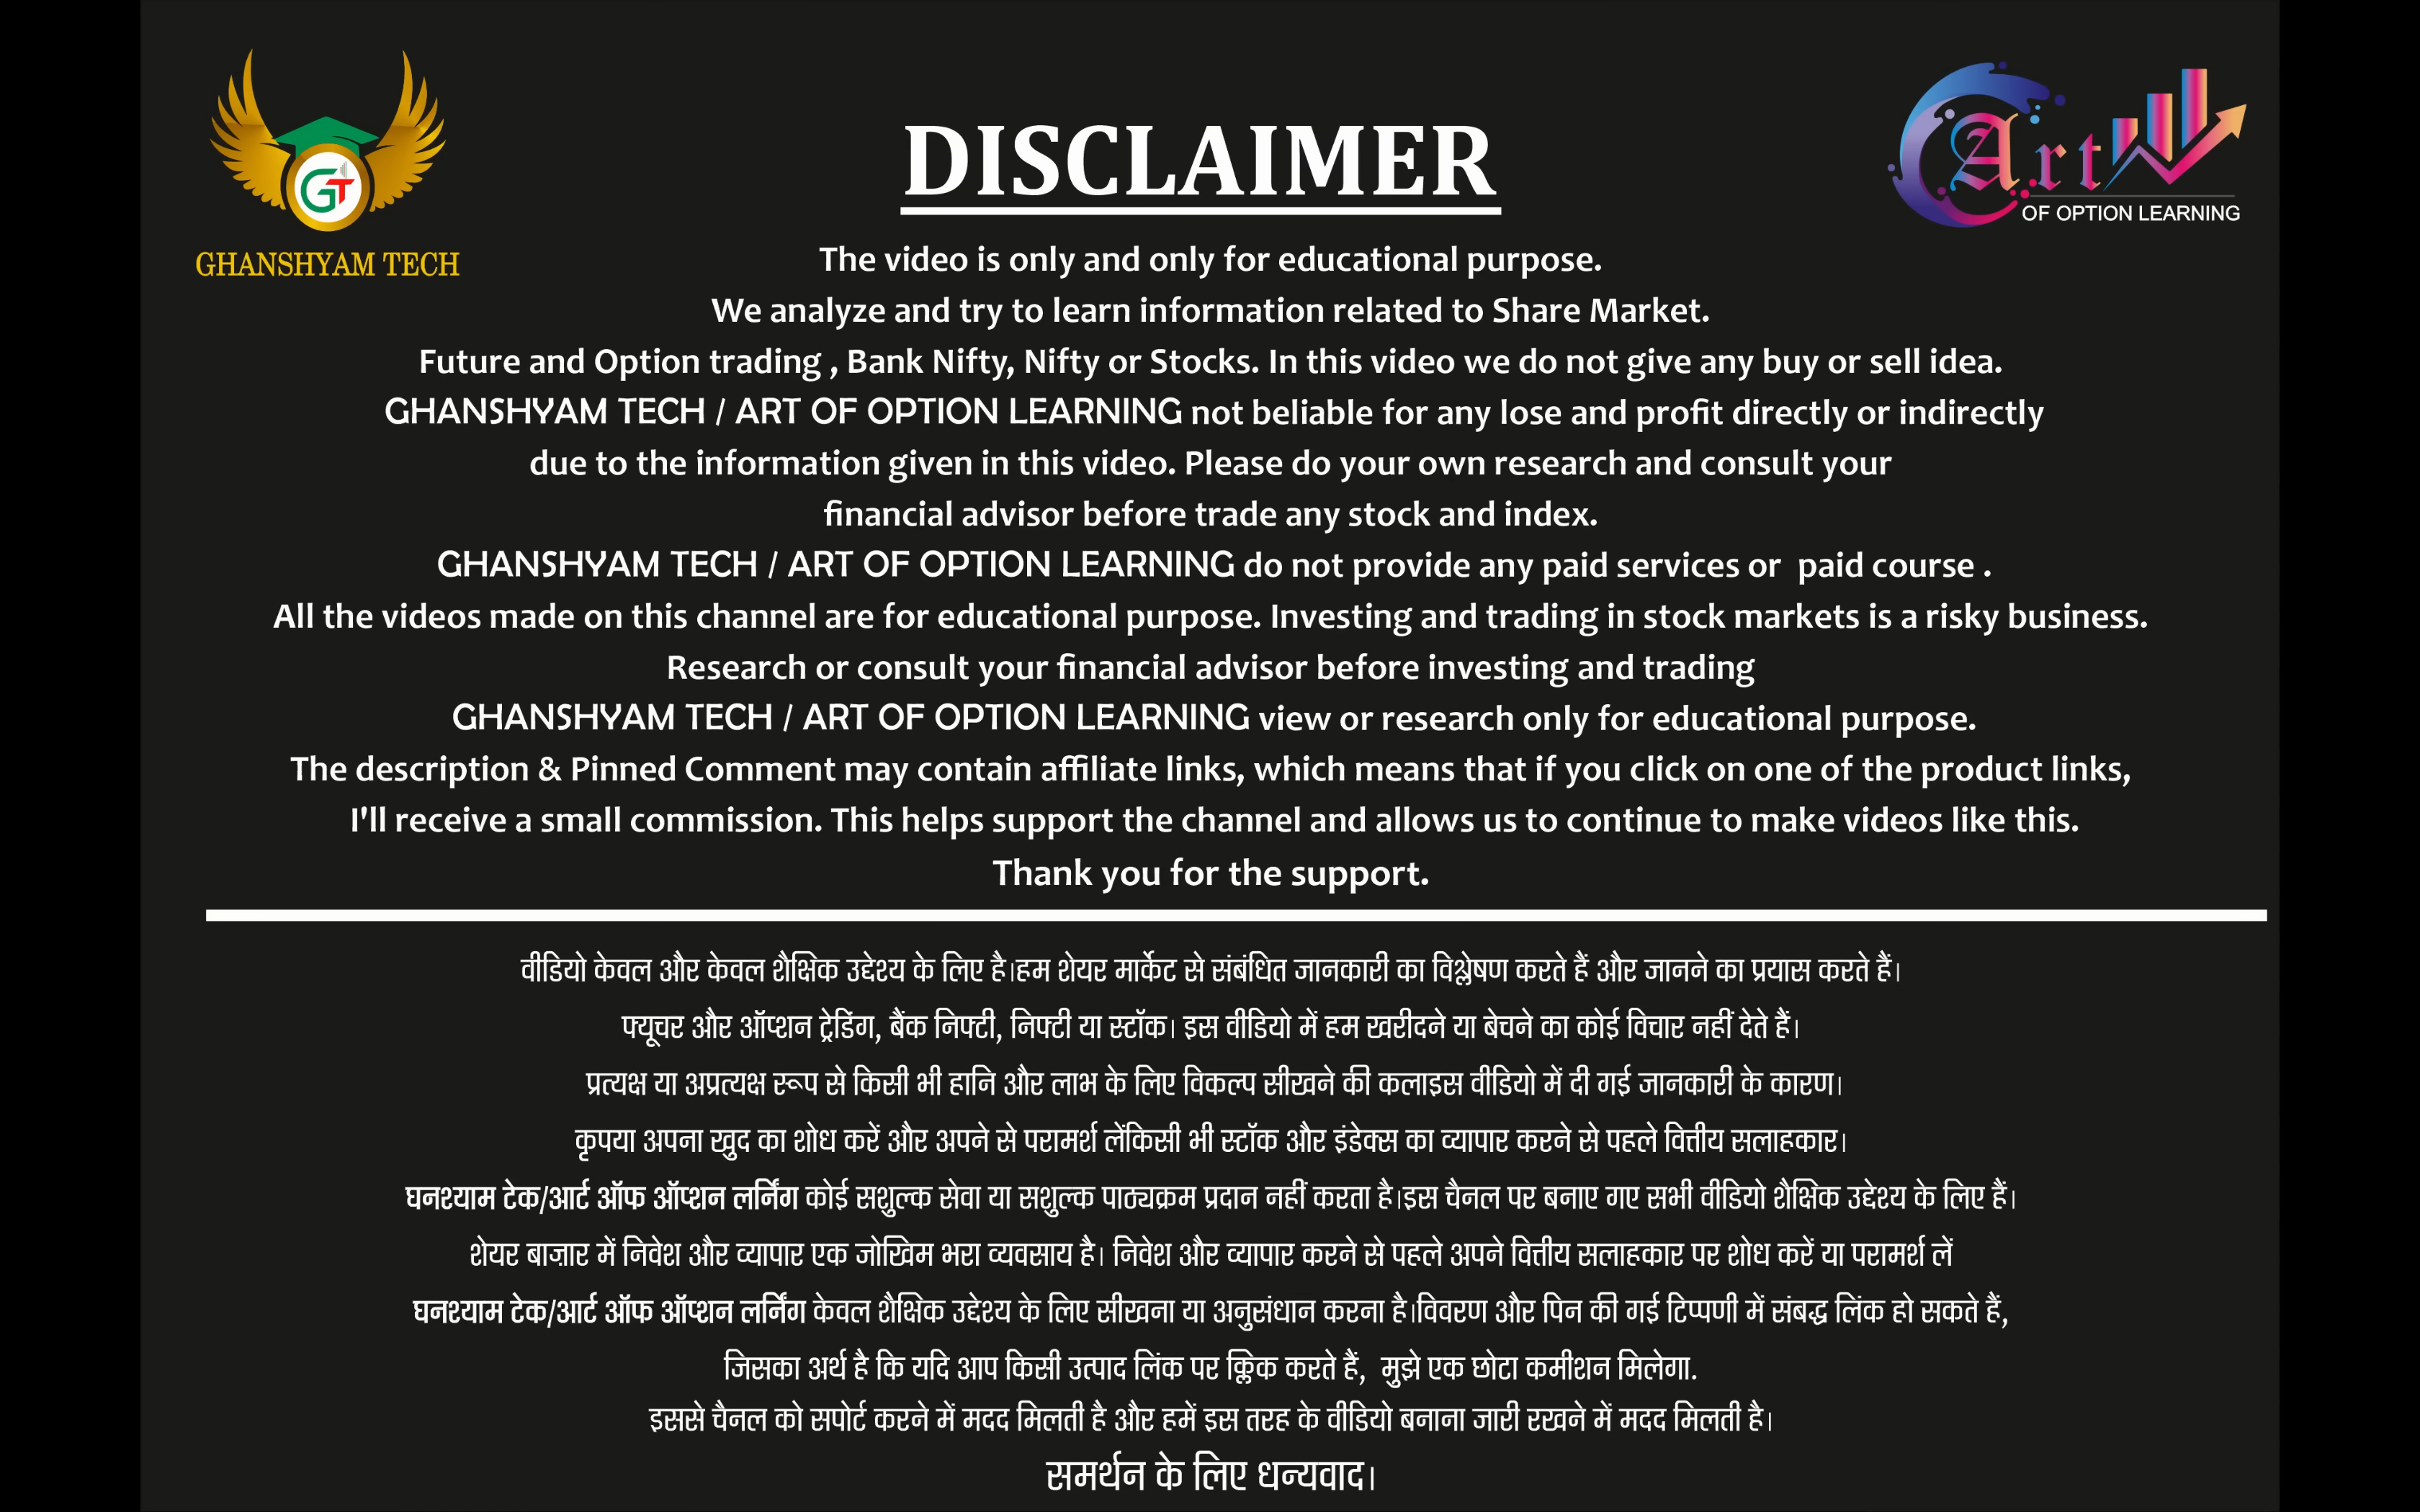 GT
GHANSHYAM TECH
DISCLAIMER
Art
OF OPTION LEARNING
The video is only and only for educational purpose.
We analyze and try to learn information related to Share Market.
Future and Option trading , Bank Nifty, Nifty or Stocks. In this video we do not give any buy or sell idea.
GHANSHYAM TECH / ART OF OPTION LEARNING not beliable for any lose and profit directly or indirectly
due to the information given in this video. Please do your own research and consult your
financial advisor before trade any stock and index.
GHANSHYAM TECH / ART OF OPTION LEARNING do not provide any paid services or  paid course .
All the videos made on this channel are for educational purpose. Investing and trading in stock markets is a risky business.
Research or consult your financial advisor before investing and trading
GHANSHYAM TECH / ART OF OPTION LEARNING view or research only for educational purpose.
The description & Pinned Comment may contain affiliate links, which means that if you click on one of the product links,
I'll receive a small commission. This helps support the channel and allows us to continue to make videos like this.
Thank you for the support.
वीडियो केवल और केवल शैक्षिक उद्देश्य के लिए है।हम शेयर मार्केट से संबंधित जानकारी का विश्लेषण करते हैं और जानने का प्रयास करते हैं।
फ्यूचर और ऑप्शन ट्रेडिंग, बैंक निफ्टी, निफ्टी या स्टॉक। इस वीडियो में हम खरीदने या बेचने का कोई विचार नहीं देते हैं।
प्रत्यक्ष या अप्रत्यक्ष रूप से किसी भी हानि और लाभ के लिए विकल्प सीखने की कलाइस वीडियो में दी गई जानकारी के कारण।
कृपया अपना खुद का शोध करें और अपने से परामर्श लेंकिसी भी स्टॉक और इंडेक्स का व्यापार करने से पहले वित्तीय सलाहकार।
घनश्याम टेक/आर्ट ऑफ ऑप्शन लर्निंग कोई सशुल्क सेवा या सशुल्क पाठ्यक्रम प्रदान नहीं करता है।इस चैनल पर बनाए गए सभी वीडियो शैक्षिक उद्देश्य के लिए हैं।
शेयर बाज़ार में निवेश और व्यापार एक जोखिम भरा व्यवसाय है। निवेश और व्यापार करने से पहले अपने वित्तीय सलाहकार पर शोध करें या परामर्श लें
घनश्याम टेक/आर्ट ऑफ ऑप्शन लर्निंग केवल शैक्षिक उद्देश्य के लिए सीखना या अनुसंधान करना है।विवरण और पिन की गई टिप्पणी में संबद्ध लिंक हो सकते हैं,
जिसका अर्थ है कि यदि आप किसी उत्पाद लिंक पर क्लिक करते हैं,  मुझे एक छोटा कमीशन मिलेगा.
इससे चैनल को सपोर्ट करने में मदद मिलती है और हमें इस तरह के वीडियो बनाना जारी रखने में मदद मिलती है।
समर्थन के लिए धन्यवाद।